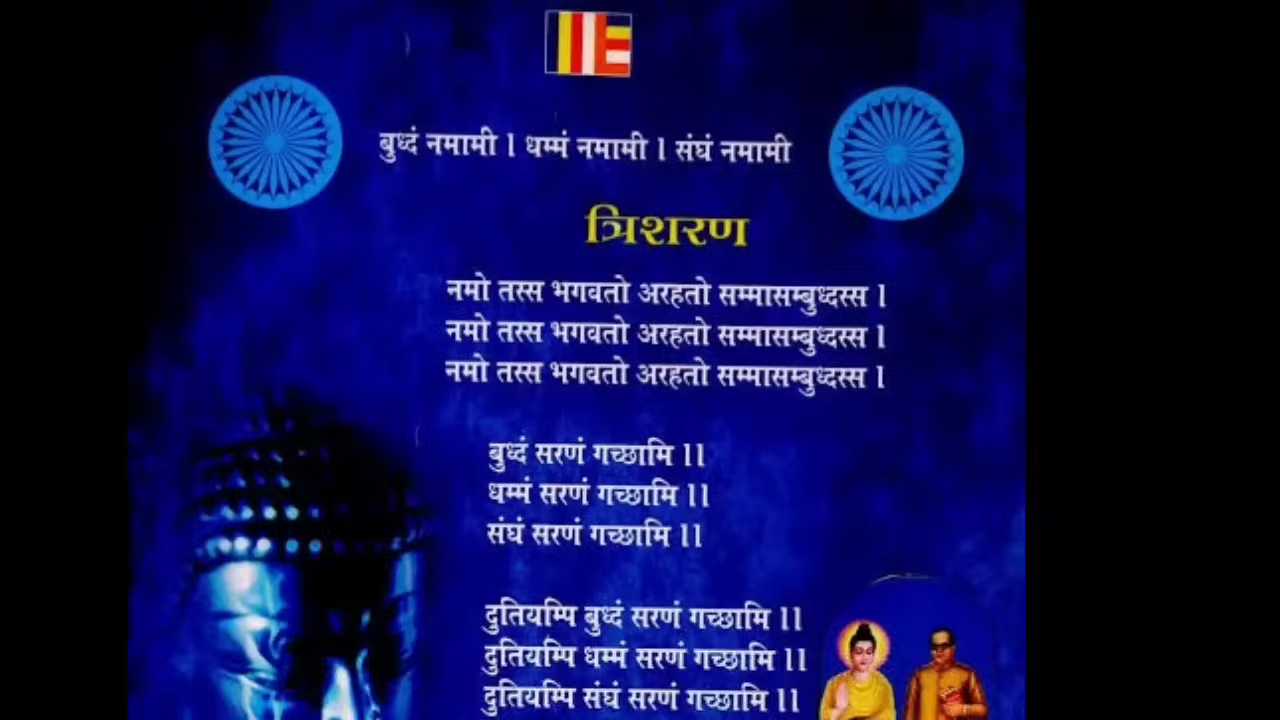 बुध्दं नमामी । धम्मं नमामी । संघं नमामी
त्रिशरण
नमो तस्स भगवतो अरहतो सम्मासम्बुध्दस्स ।
नमो तस्स भगवतो अरहतो सम्मासम्बुध्दस्स ।
नमो तस्स भगवतो अरहतो सम्मासम्बुध्दस्स ।
बुध्दं सरणं गच्छामि ।।
धम्मं सरणं गच्छामि ।।
संघं सरणं गच्छामि ।।
दुतियम्पि बुध्दं सरणं गच्छामि ।।
दुतियम्पि धम्मं सरणं गच्छामि ।।
दुतियम्पि संघं सरणं गच्छामि ।।